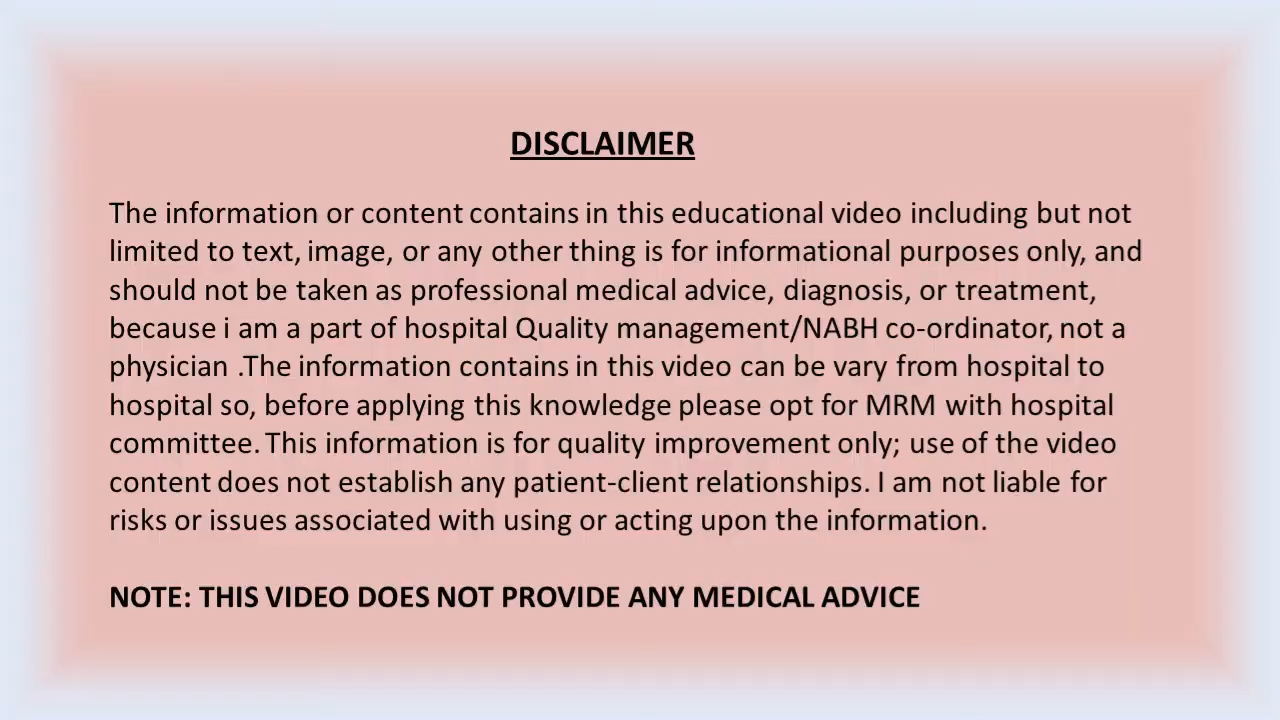 DISCLAIMER
The information or content contains in this educational video including but not
limited to text, image, or any other thing is for informational purposes only, and
should not be taken as professional medical advice, diagnosis, or treatment,
because i am a part of hospital Quality management/NABH co-ordinator, not a
physician .The information contains in this video can be vary from hospital to
hospital so, before applying this knowledge please opt for MRM with hospital
committee. This information is for quality improvement only; use of the video
content does not establish any patient-client relationships. I am not liable for
risks or issues associated with using or acting upon the information.
NOTE: THIS VIDEO DOES NOT PROVIDE ANY MEDICAL ADVICE